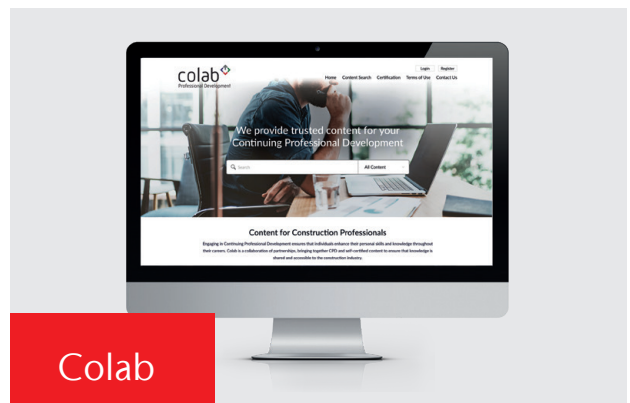 colab
Professional Development
Login Register
Home Content Search Certification Terms of Use Contact Us
We provide trusted content for your
Continuing Professional Development
Search All Content
Content for Construction Professionals
Engaging in Continuing Professional Development ensures that individuals enhance their personal skills and knowledge throughout
their careers. Colab is a collaboration of partnerships, bringing together CPD and self-certified content to ensure that knowledge is
shared and accessible to the construction industry.
Colab